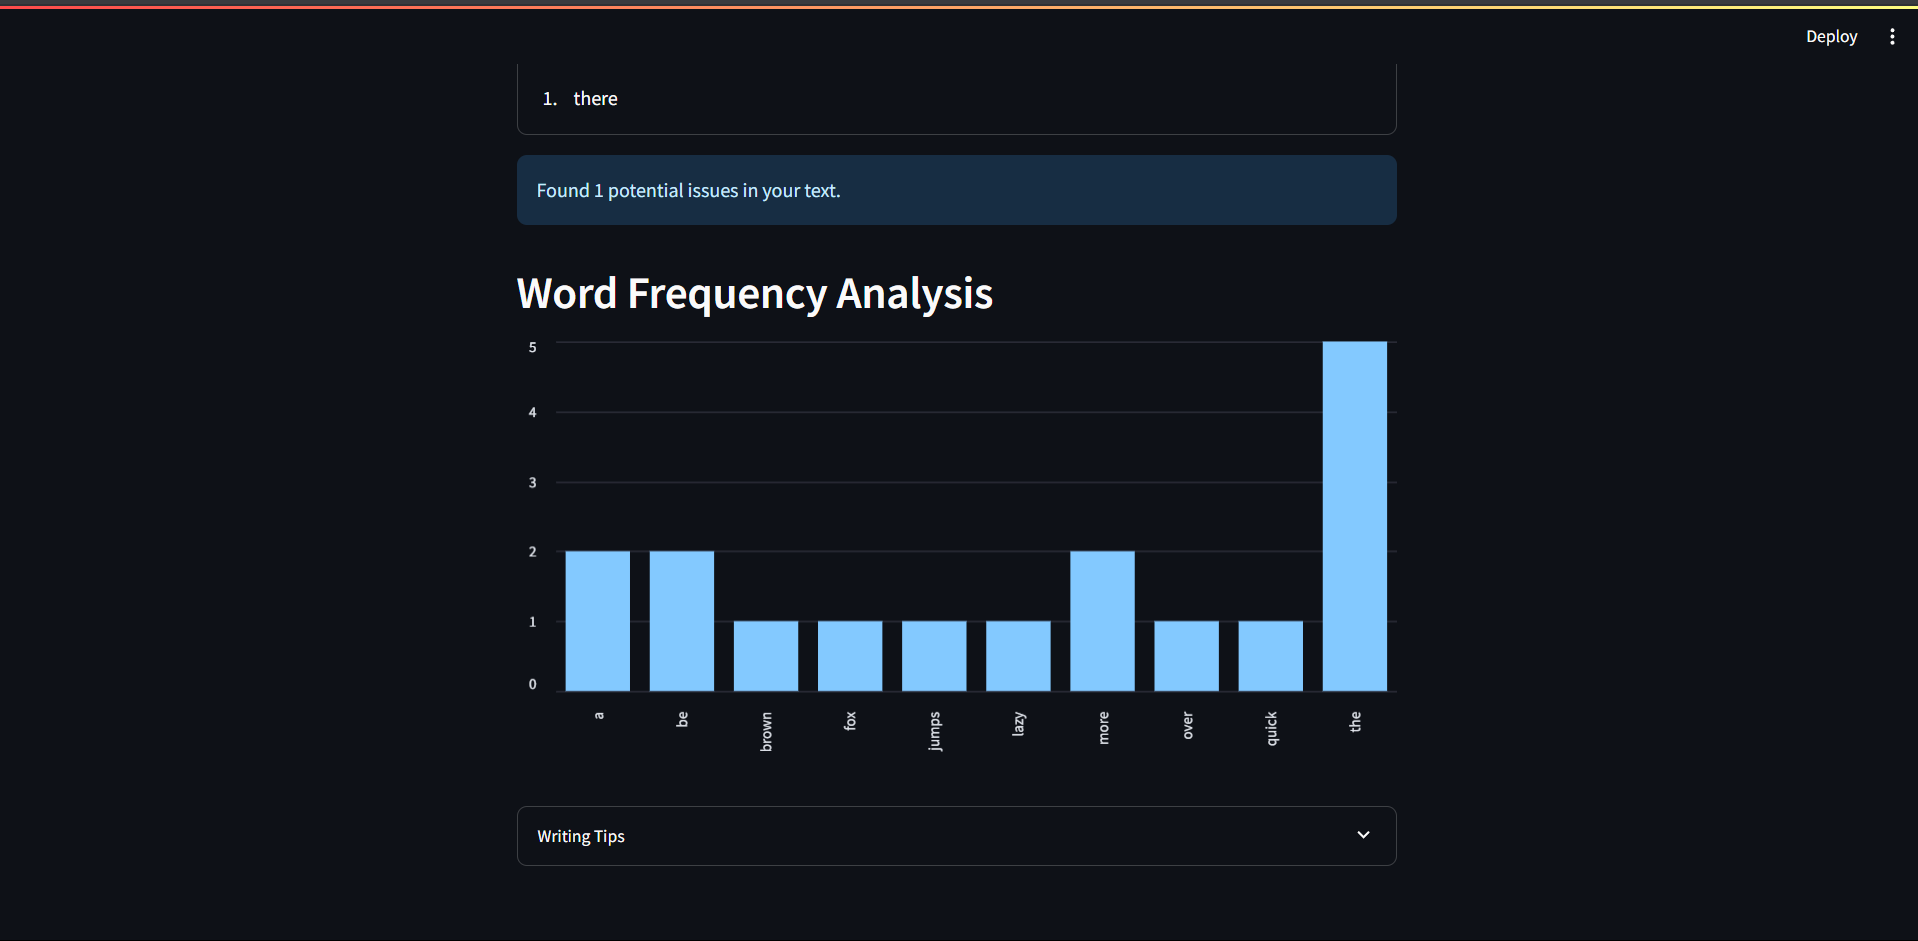 Deploy
1. there
Found 1 potential issues in your text.
Word Frequency Analysis
5
4
3
2
1
0
a be brown fox jumps lazy more over quick the
Writing Tips